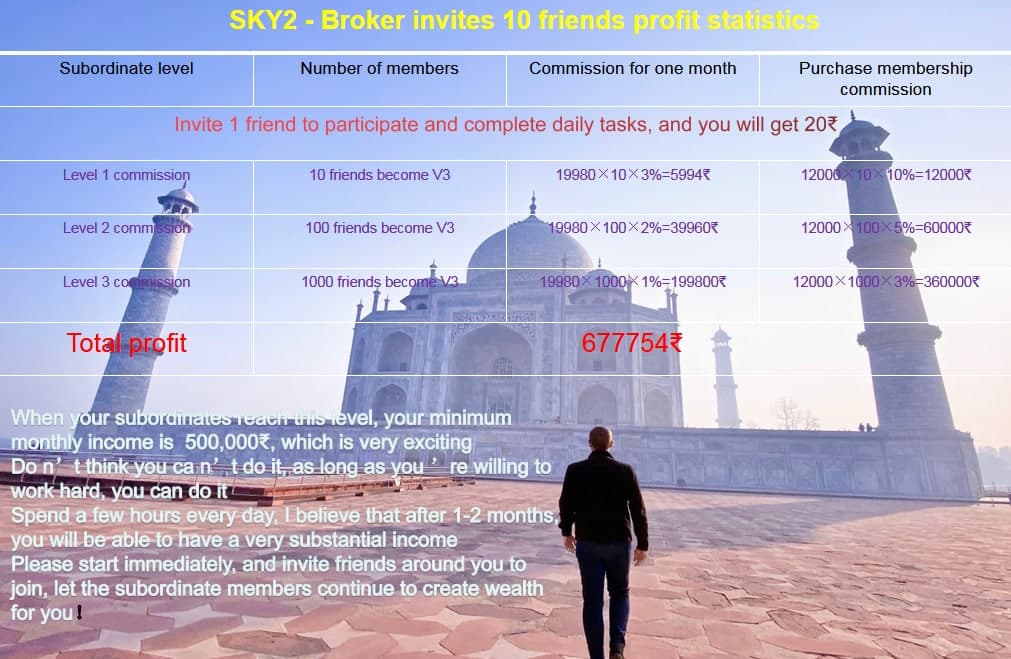 SKY2 - Broker invites 10 friends profit statistics
Subordinate level Number of members Commission for one month Purchase membership
commission
Invite 1 friend to participate and complete daily tasks, and you will get 20₹
Level 1 commission 10 friends become V3 19980×10×3%=5994₹ 12000×10×10%=12000₹
Level 2 commission 100 friends become V3 19980×100×2%=39960₹ 12000×100×5%=60000₹
Level 3 commission 1000 friends become V3 19980×1000×1%=199800₹ 12000×1000×3%=360000₹
Total profit 677754₹
When your subordinates reach this level, your minimum
monthly income is 500,000₹, which is very exciting
Do n’ t think you ca n’ t do it, as long as you ’ re willing to
work hard, you can do it
Spend a few hours every day, I believe that after 1-2 months,
you will be able to have a very substantial income
Please start immediately, and invite friends around you to
join, let the subordinate members continue to create wealth
for you！